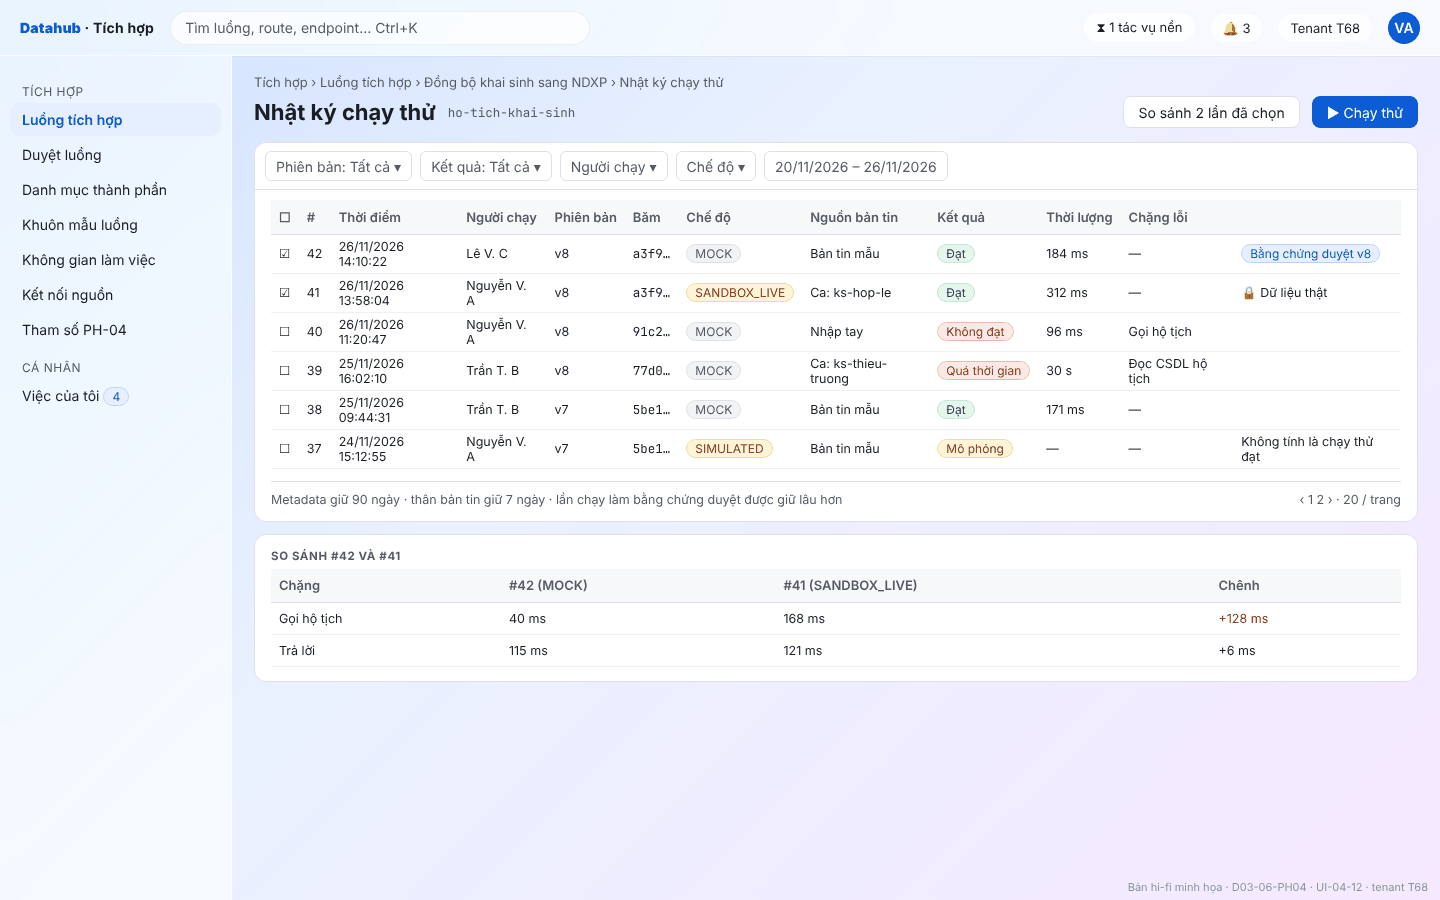 Datahub · Tích hợp
Tìm luồng, route, endpoint... Ctrl+K
1 tác vụ nền
3
Tenant T68
VA
TÍCH HỢP
Luồng tích hợp
Duyệt luồng
Danh mục thành phần
Khuôn mẫu luồng
Không gian làm việc
Kết nối nguồn
Tham số PH-04
CÁ NHÂN
Việc của tôi 4
Tích hợp › Luồng tích hợp › Đồng bộ khai sinh sang NDXP › Nhật ký chạy thử
Nhật ký chạy thử ho-tich-khai-sinh
So sánh 2 lần đã chọn
▶ Chạy thử
Phiên bản: Tất cả ▾ Kết quả: Tất cả ▾ Người chạy ▾ Chế độ ▾ 20/11/2026 – 26/11/2026
☐ # Thời điểm Người chạy Phiên bản Băm Chế độ Nguồn bản tin Kết quả Thời lượng Chặng lỗi
☑ 42 26/11/2026 14:10:22 Lê V. C v8 a3f9… MOCK Bản tin mẫu Đạt 184 ms — Bằng chứng duyệt v8
☑ 41 26/11/2026 13:58:04 Nguyễn V. A v8 a3f9… SANDBOX_LIVE Ca: ks-hop-le Đạt 312 ms — 🔒 Dữ liệu thật
☐ 40 26/11/2026 11:20:47 Nguyễn V. A v8 91c2… MOCK Nhập tay Không đạt 96 ms Gọi hộ tịch
☐ 39 25/11/2026 16:02:10 Trần T. B v8 77d0… MOCK Ca: ks-thieu-truong Quá thời gian 30 s Đọc CSDL hộ tịch
☐ 38 25/11/2026 09:44:31 Trần T. B v7 5be1… MOCK Bản tin mẫu Đạt 171 ms —
☐ 37 24/11/2026 15:12:55 Nguyễn V. A v7 5be1… SIMULATED Bản tin mẫu Mô phỏng — — Không tính là chạy thử đạt
Metadata giữ 90 ngày · thân bản tin giữ 7 ngày · lần chạy làm bằng chứng duyệt được giữ lâu hơn
‹ 1 2 › · 20 / trang
SO SÁNH #42 VÀ #41
Chặng #42 (MOCK) #41 (SANDBOX_LIVE) Chênh
Gọi hộ tịch 40 ms 168 ms +128 ms
Trả lời 115 ms 121 ms +6 ms
Bản hi-fi minh họa · D03-06-PH04 · UI-04-12 · tenant T68